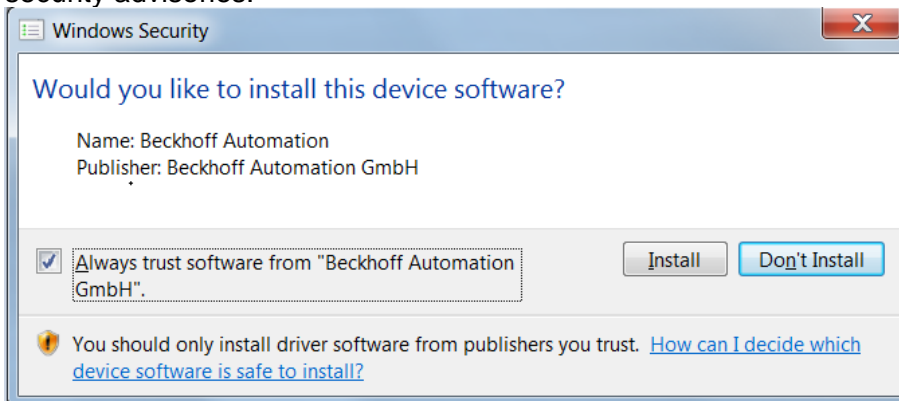 security advisories.
Windows Security
X
Would you like to install this device software?
Name: Beckhoff Automation
Publisher: Beckhoff Automation GmbH
Always trust software from "Beckhoff Automation
GmbH".
Install
Don't Install
You should only install driver software from publishers you trust. How can I decide which
device software is safe to install?